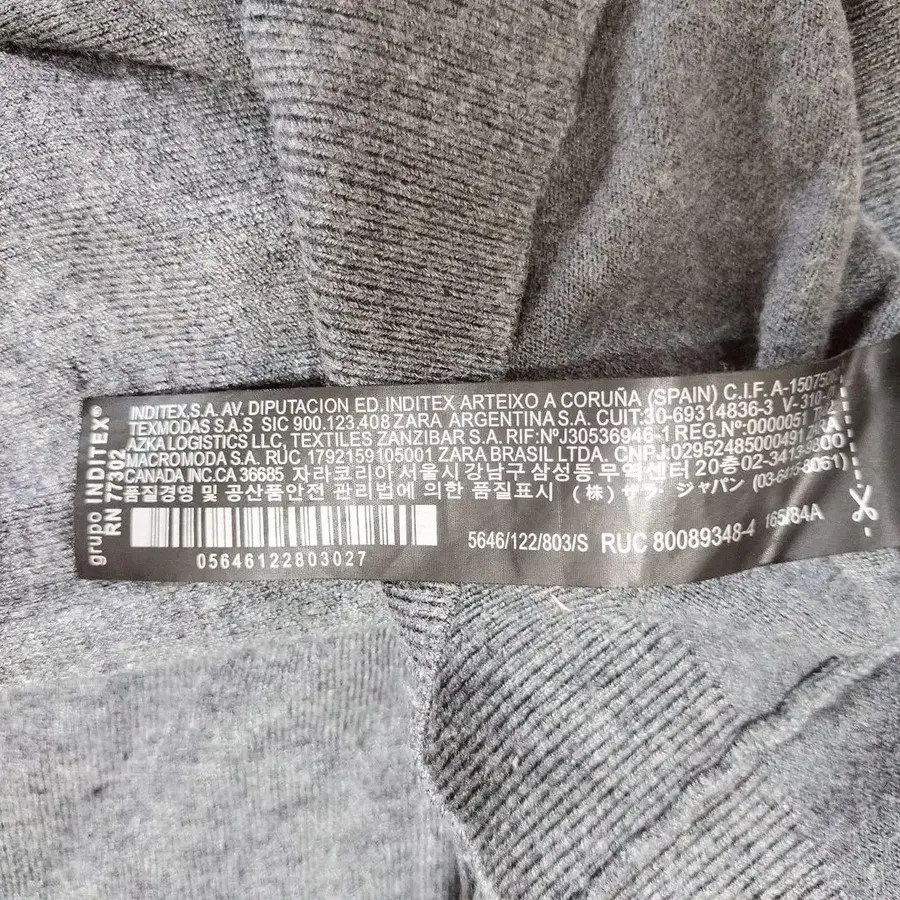 grupo INDITEX®
RN 77302
INDITEX,S.A. AV. DIPUTACION ED.INDITEX ARTEIXO A CORUÑA (SPAIN) C.I.F.
TEXMODAS S.A.S SIC 900.123.408 ZARA ARGENTINA S.A. CUIT:30-69314836-3
AZKA LOGISTICS LLC, TEXTILES ZANZIBAR S.A. RIF:NºJ30536946-1 REG.Nº-0000051
MACROMODA S.A. RUC 1792159105001 ZARA BRASIL LTDA. CNPJ:02952485000491 ZARA
CANADA INC.CA 36685 자라코리아 서울시 강남구 삼성동 무역센터 20층
품질경영 및 공산품안전 관리법에 의한 품질표시 (株) ザラ・ジャパン
05646122803027
5646/122/803/S RUC 80089348-4 165/84A